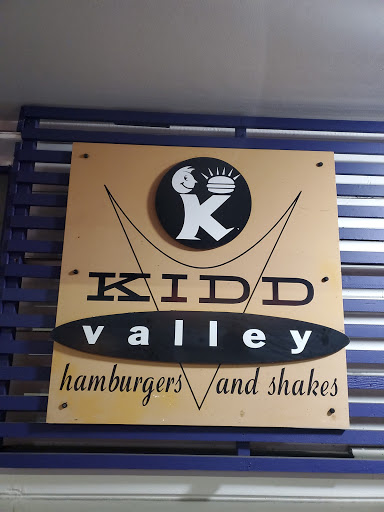 K
KIDD
valley
hamburgers and shakes